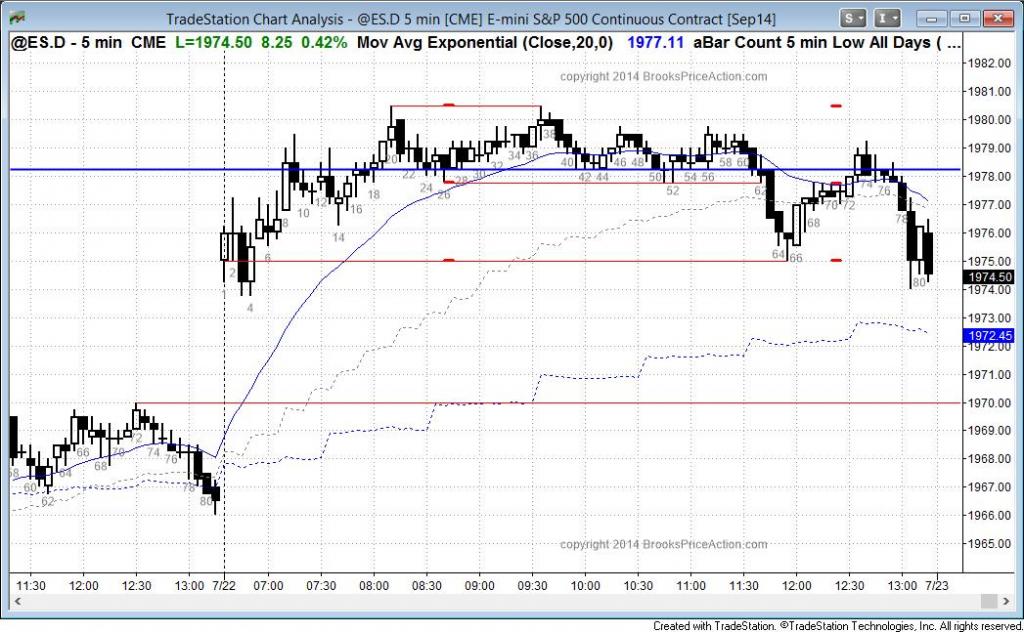 TradeStation Chart Analysis - @ES.D 5 min [CME] E-mini S&P 500 Continuous Contract [Sep14]
S I
@ES.D - 5 min CME L=1974.50 8.25 0.42% Mov Avg Exponential (Close,20,0) 1977.11 aBar Count 5 min Low All Days ( ...
copyright 2014 BrooksPriceAction.com
1982.00
1981.00
1980.00
1979.00
1978.00
1977.00
1976.00
1975.00
1974.50
1974.00
1973.00
1972.45
1972.00
1971.00
1970.00
1969.00
1968.00
1967.00
1966.00
1965.00
58 60 62 64 66 68 70 72 74 76 78 80
2 4 6 8 10 12 14 16 18 20 22 24 26 28 30 32 34 36 38 40 42 44 46 48 50 52 54 56 58 60 62 64 66 68 70 72 74 76 78 80
copyright 2014 BrooksPriceAction.com
11:30 12:00 12:30 13:00 7/22 07:00 07:30 08:00 08:30 09:00 09:30 10:00 10:30 11:00 11:30 12:00 12:30 13:00 7/23
Created with TradeStation. ©TradeStation Technologies, Inc. All rights reserved.